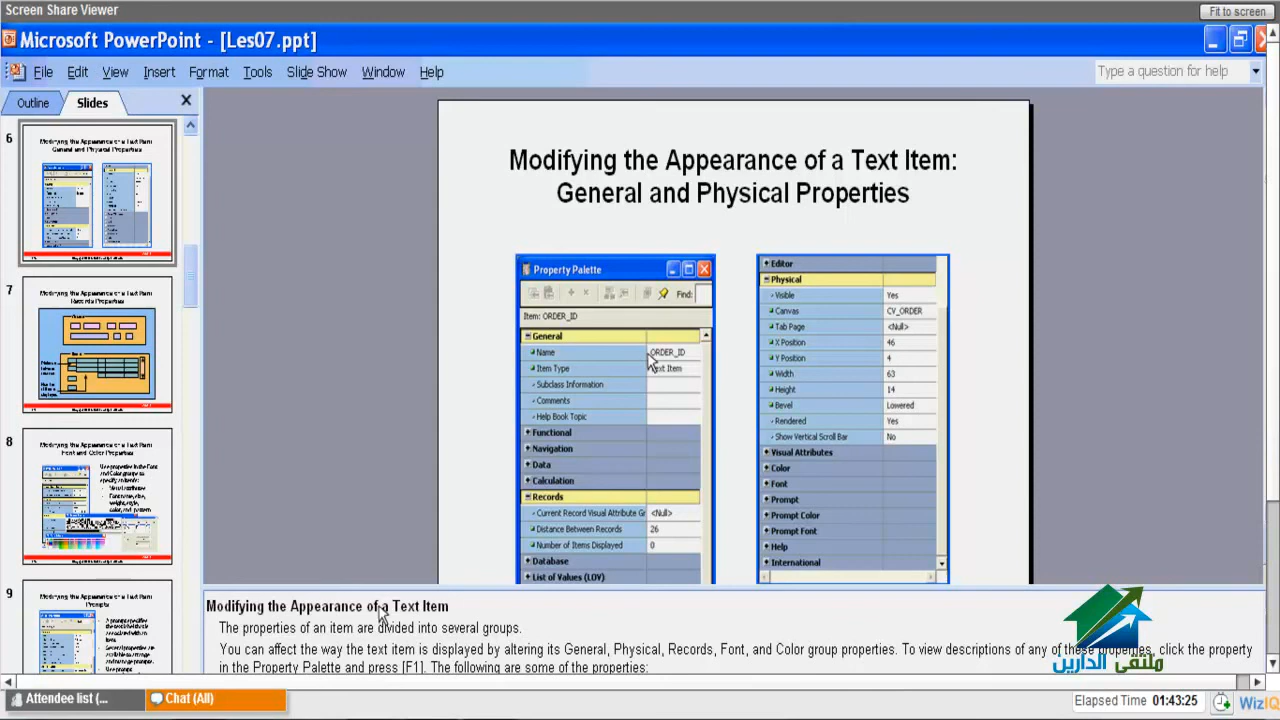 Screen Share Viewer
Fit to screen
Microsoft PowerPoint - [Les07.ppt]
File Edit View Insert Format Tools Slide Show Window Help
Type a question for help
Outline Slides
6
7
8
9
Modifying the Appearance of a Text Item:
General and Physical Properties
Property Palette
Find:
Item: ORDER_ID
General
Name ORDER_ID
Item Type Text Item
Subclass Information
Comments
Help Book Topic
Functional
Navigation
Data
Calculation
Records
Current Record Visual Attribute Gr <Null>
Distance Between Records 26
Number of Items Displayed 0
Database
List of Values (LOV)
Editor
Physical
Visible Yes
Canvas CV_ORDER
Tab Page <Null>
X Position 46
Y Position 4
Width 63
Height 14
Bevel Lowered
Rendered Yes
Show Vertical Scroll Bar No
Visual Attributes
Color
Font
Prompt
Prompt Color
Prompt Font
Help
International
Modifying the Appearance of a Text Item
The properties of an item are divided into several groups.
You can affect the way the text item is displayed by altering its General, Physical, Records, Font, and Color group properties. To view descriptions of any of these properties, click the property
in the Property Palette and press [F1]. The following are some of the properties:
ملتقى الدارين
Attendee list (...
Chat (All)
Elapsed Time 01:43:25
WizIQ